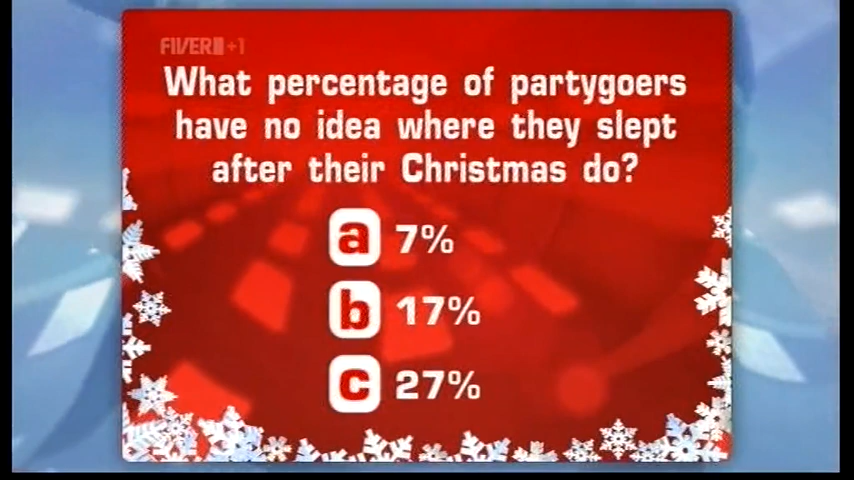 FIVER+1
What percentage of partygoers
have no idea where they slept
after their Christmas do?
a 7%
b 17%
c 27%